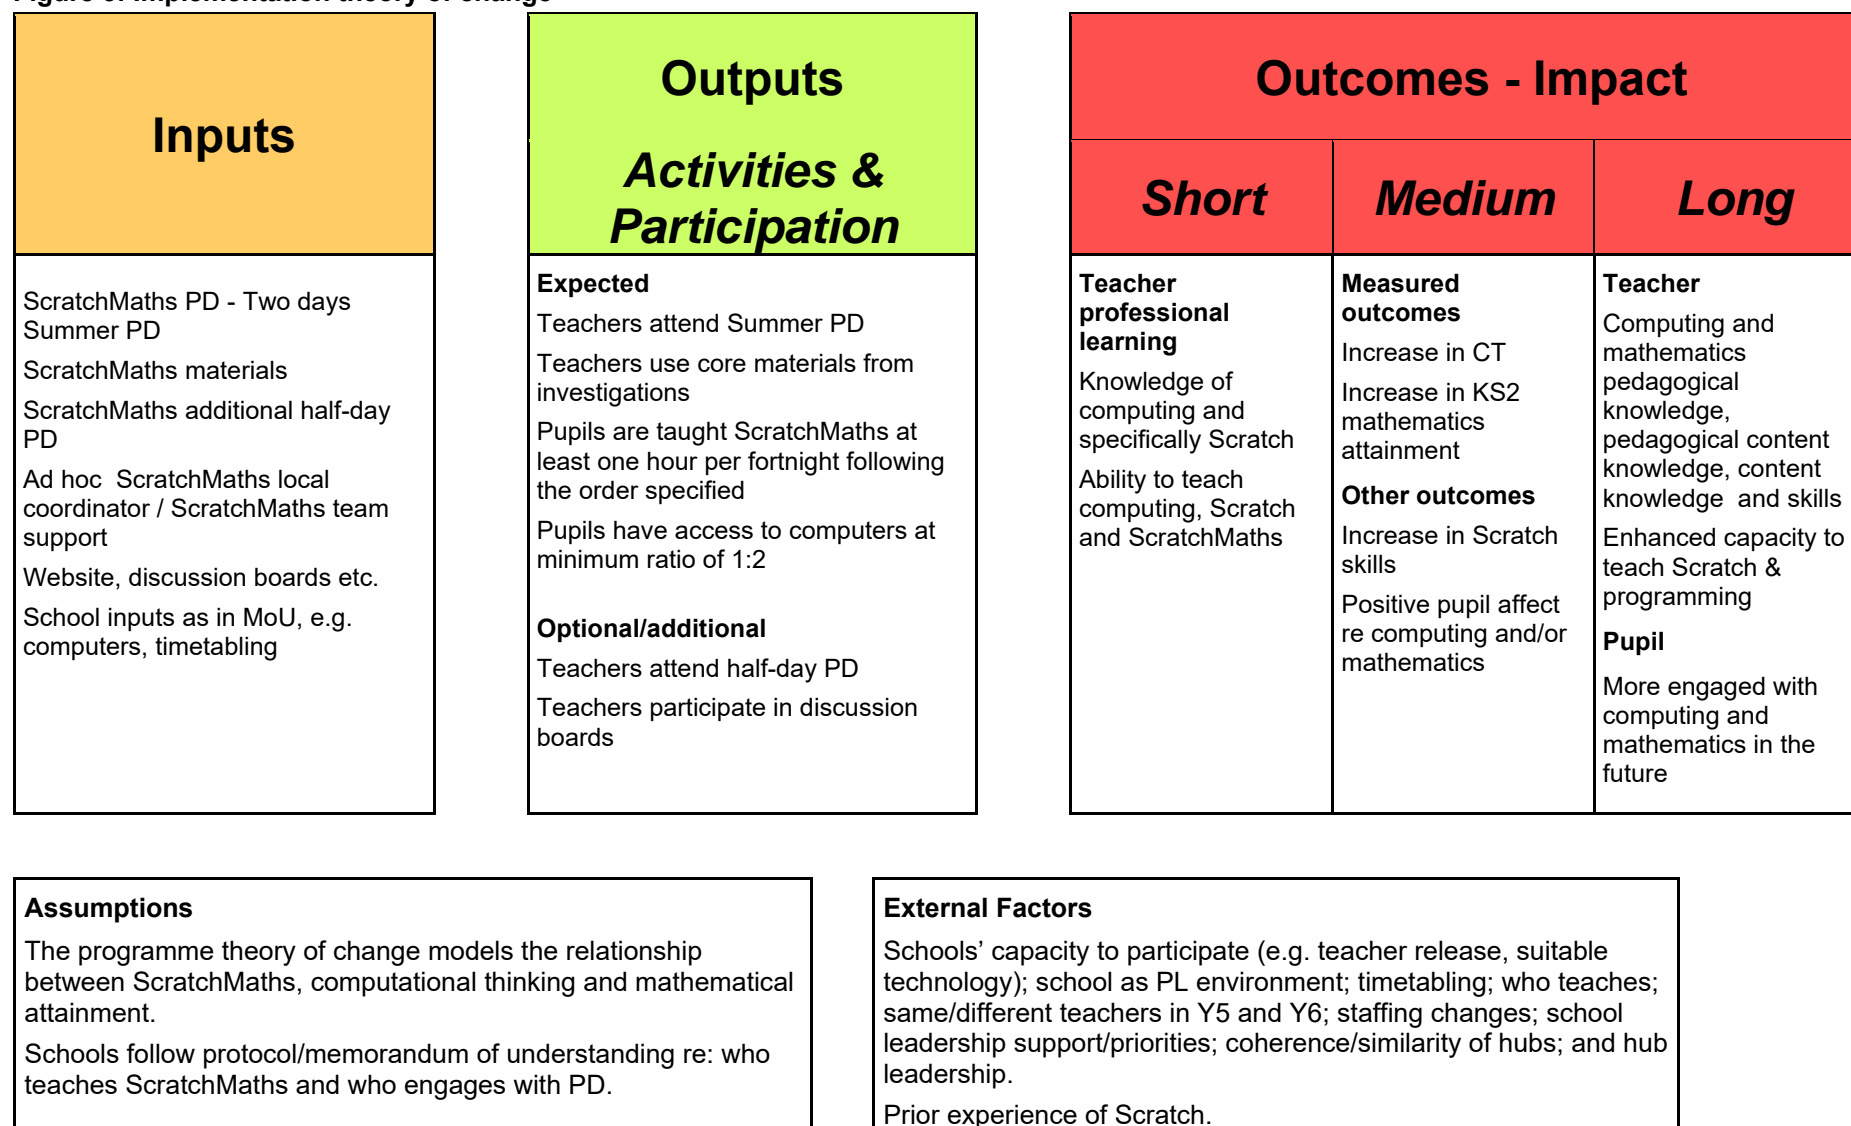 Figure 3: Implementation theory of change
Inputs
ScratchMaths PD - Two days
Summer PD
ScratchMaths materials
ScratchMaths additional half-day
PD
Ad hoc  ScratchMaths local
coordinator / ScratchMaths team
support
Website, discussion boards etc.
School inputs as in MoU, e.g.
computers, timetabling
Outputs
Activities &
Participation
Expected
Teachers attend Summer PD
Teachers use core materials from
investigations
Pupils are taught ScratchMaths at
least one hour per fortnight following
the order specified
Pupils have access to computers at
minimum ratio of 1:2
Optional/additional
Teachers attend half-day PD
Teachers participate in discussion
boards
Outcomes - Impact
Short
Teacher
professional
learning
Knowledge of
computing and
specifically Scratch
Ability to teach
computing, Scratch
and ScratchMaths
Medium
Measured
outcomes
Increase in CT
Increase in KS2
mathematics
attainment
Other outcomes
Increase in Scratch
skills
Positive pupil affect
re computing and/or
mathematics
Long
Teacher
Computing and
mathematics
pedagogical
knowledge,
pedagogical content
knowledge, content
knowledge  and skills
Enhanced capacity to
teach Scratch &
programming
Pupil
More engaged with
computing and
mathematics in the
future
Assumptions
The programme theory of change models the relationship
between ScratchMaths, computational thinking and mathematical
attainment.
Schools follow protocol/memorandum of understanding re: who
teaches ScratchMaths and who engages with PD.
External Factors
Schools’ capacity to participate (e.g. teacher release, suitable
technology); school as PL environment; timetabling; who teaches;
same/different teachers in Y5 and Y6; staffing changes; school
leadership support/priorities; coherence/similarity of hubs; and hub
leadership.
Prior experience of Scratch.